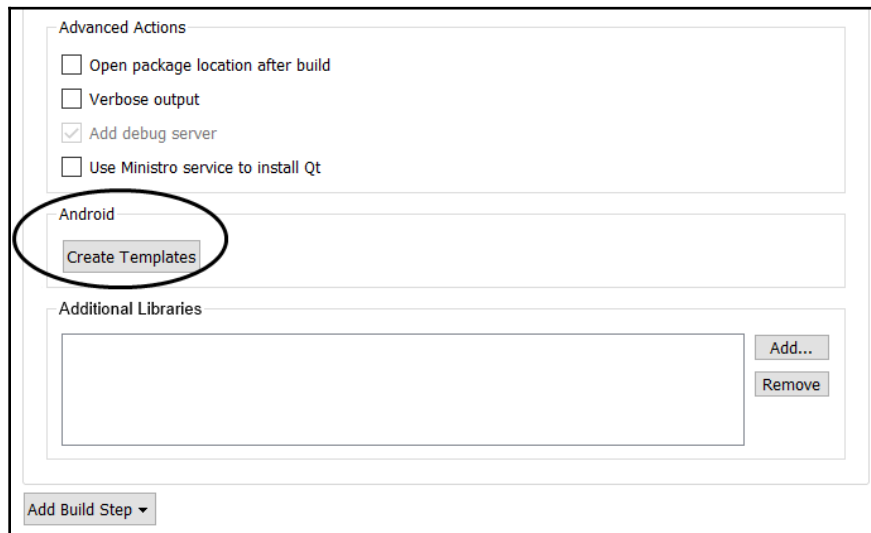 Advanced Actions
Open package location after build
Verbose output
Add debug server
Use Ministro service to install Qt
Android
Create Templates
Additional Libraries
Add...
Remove
Add Build Step